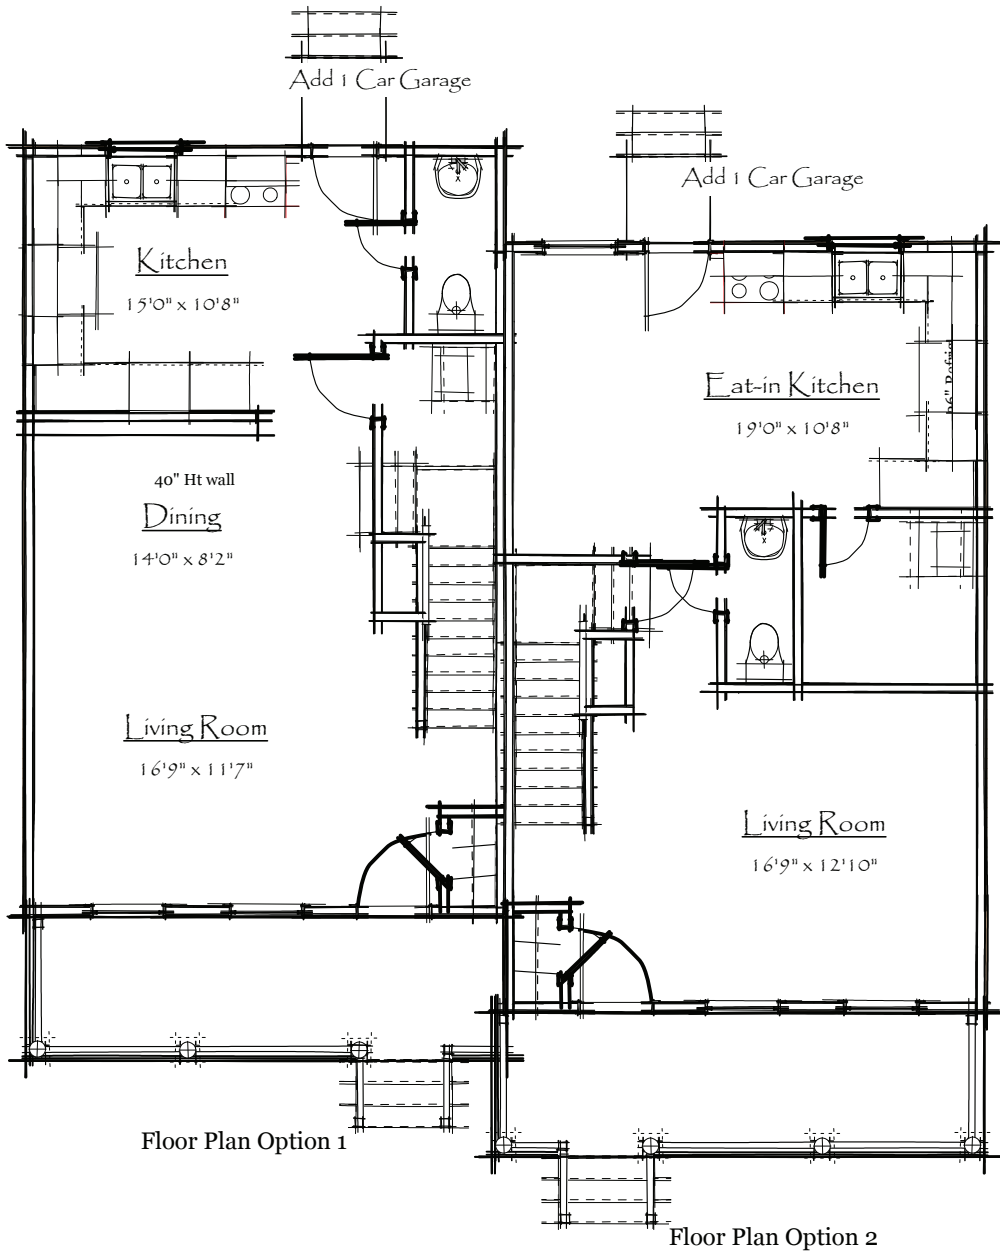 Add 1 Car Garage
Kitchen
15'0" x 10'8"
40" Ht wall
Dining
14'0" x 8'2"
Living Room
16'9" x 11'7"
Floor Plan Option 1
Add 1 Car Garage
Eat-in Kitchen
19'0" x 10'8"
Living Room
16'9" x 12'10"
Floor Plan Option 2